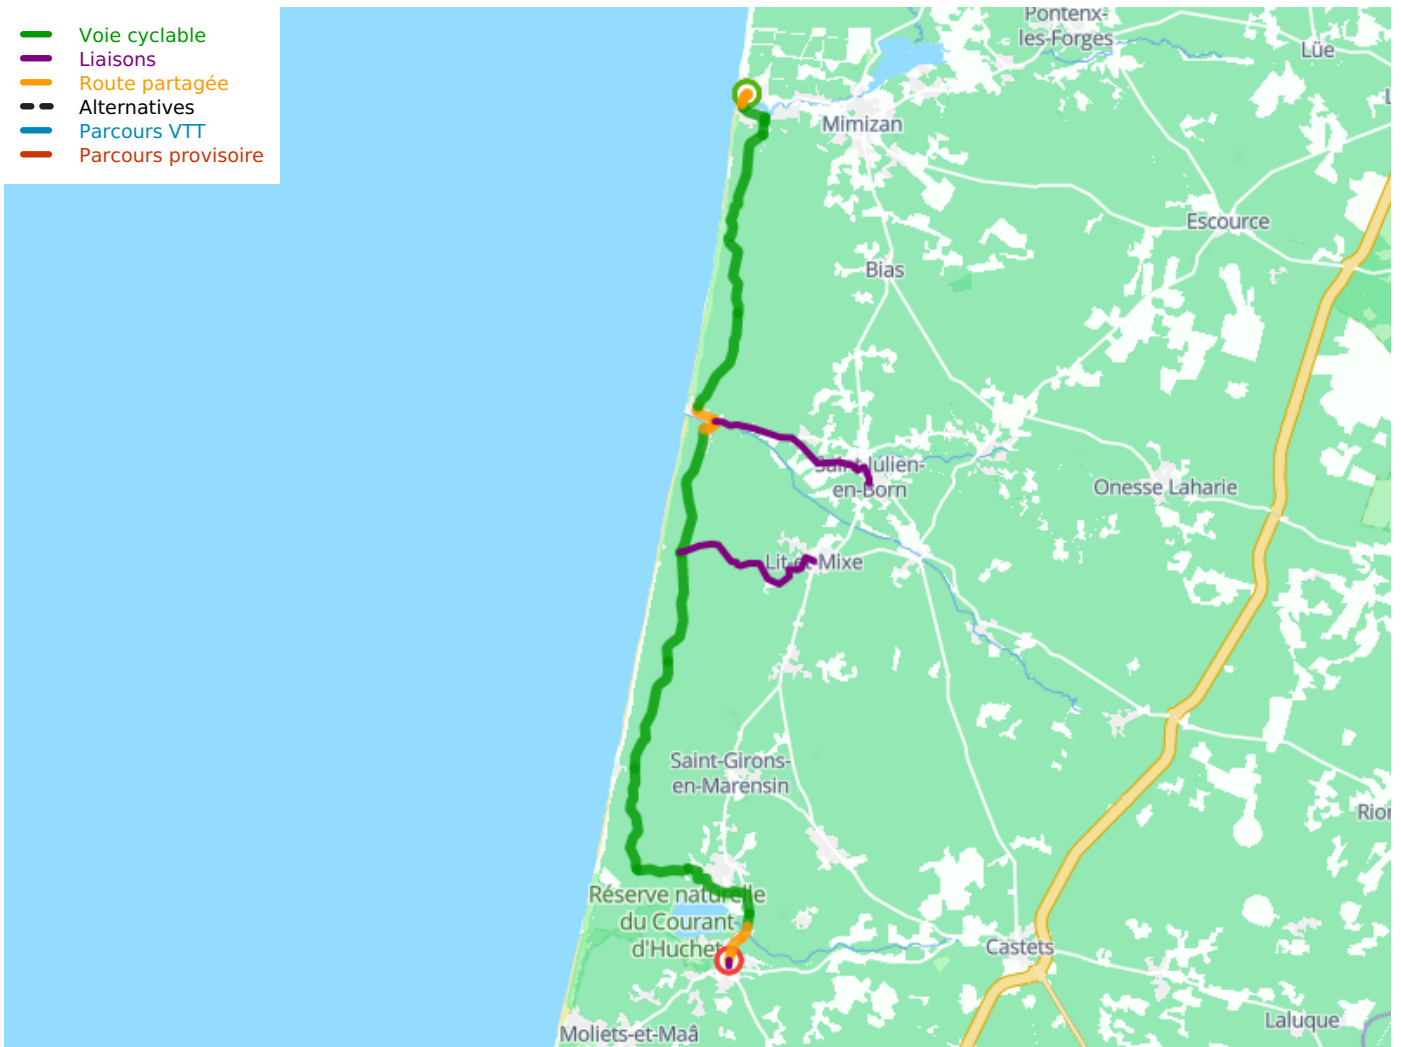 Voie cyclable
Liaisons
Route partagée
Alternatives
Parcours VTT
Parcours provisoire
Pontenx-
les-Forges
Lüe
L
Mimizan
Escource
Bias
Saint-Julien-
en-Born
Onesse Laharie
Lit-et-Mixe
Saint-Girons-
en-Marensin
Rion
Réserve naturelle
du Courant
d'Huchet
Castets
Laluque
Moliets-et-Maâ